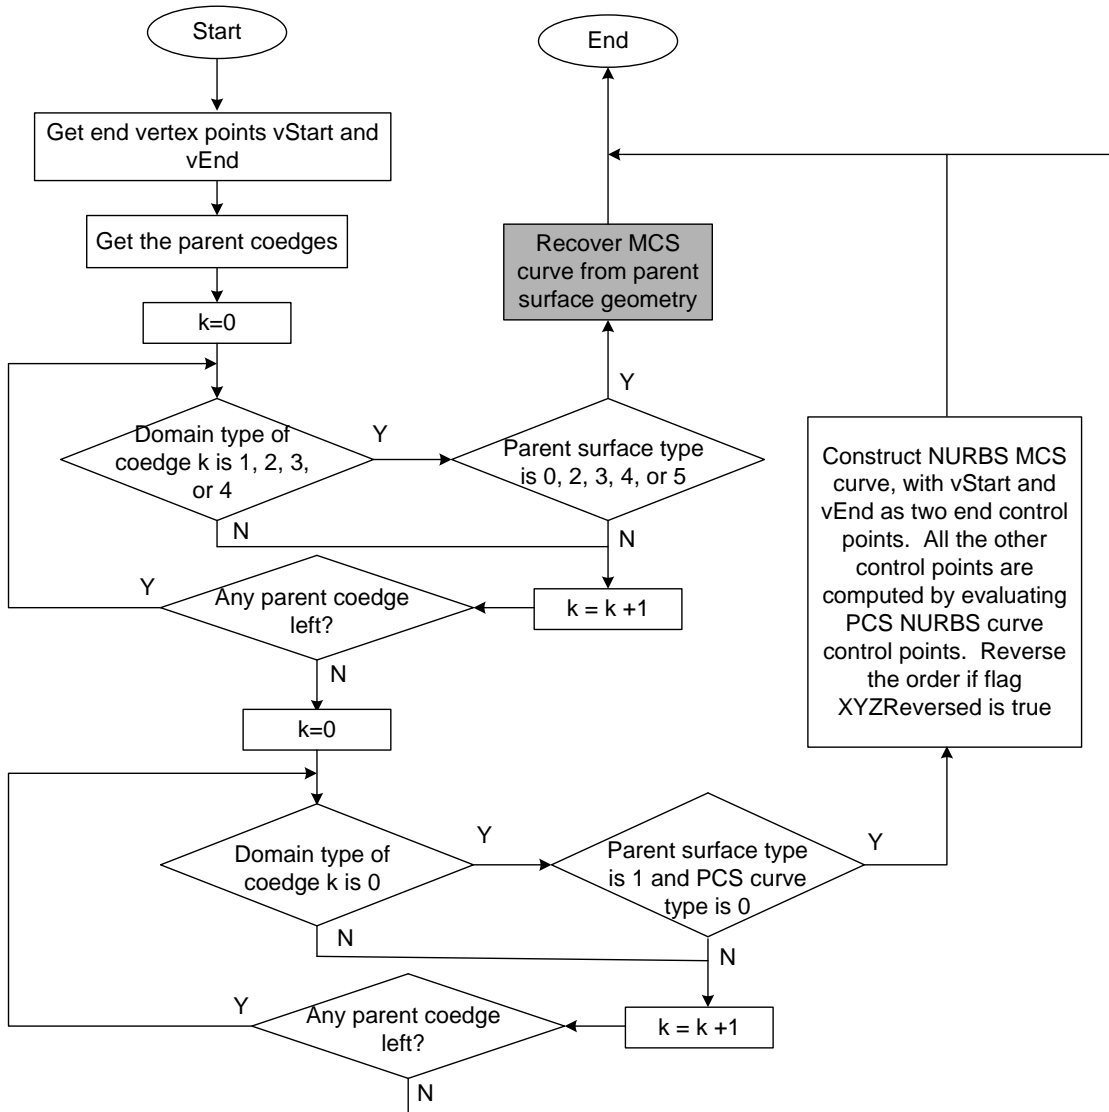 Start
End
Get end vertex points vStart and
vEnd
Get the parent coedges
Recover MCS
curve from parent
surface geometry
k=0
Y
Domain type of
coedge k is 1, 2, 3,
or 4
Y
Parent surface type
is 0, 2, 3, 4, or 5
N
N
Construct NURBS MCS
curve, with vStart and
vEnd as two end control
points.  All the other
control points are
computed by evaluating
PCS NURBS curve
control points.  Reverse
the order if flag
XYZReversed is true
Y
Any parent coedge
left?
k = k +1
N
k=0
Domain type of
coedge k is 0
Y
Parent surface type
is 1 and PCS curve
type is 0
Y
N
N
Y
Any parent coedge
left?
k = k +1
N